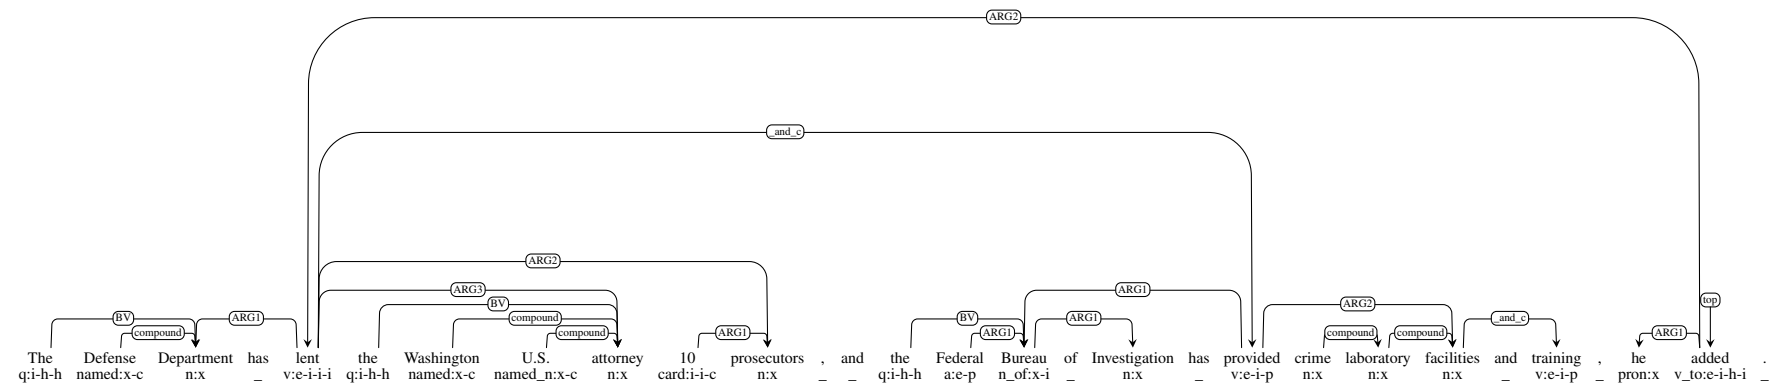 ARG2
_and_c
ARG2
ARG3 ARG1 top
BV ARG2
BV ARG1 compound BV _and_c
compound compound ARG1 ARG1 ARG1 compound compound ARG1
The Defense Department has lent the Washington U.S. attorney 10 prosecutors , and the Federal Bureau of Investigation has provided crime laboratory facilities and training , he added .
q:i-h-h named:x-c n:x _ v:e-i-i-i q:i-h-h named:x-c named_n:x-c n:x card:i-i-c n:x _ _ q:i-h-h a:e-p n_of:x-i _ n:x _ v:e-i-p n:x n:x n:x _ v:e-i-p _ pron:x v_to:e-i-h-i _